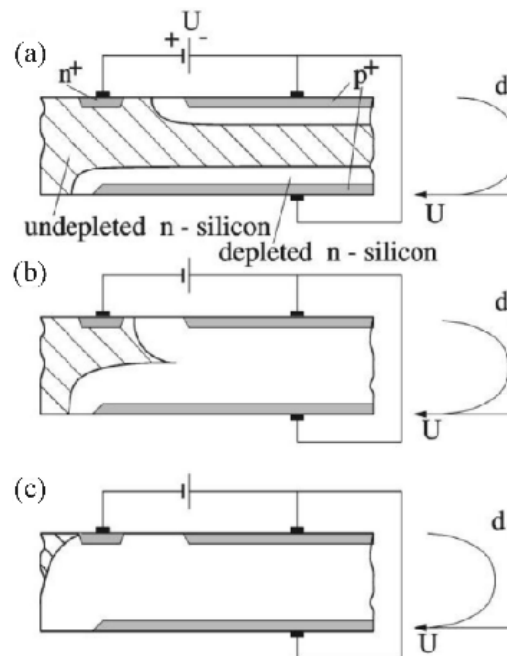 U
+ -
(a)
n+
p+
d
U
undepleted n - silicon
depleted n - silicon
(b)
d
U
(c)
d
U